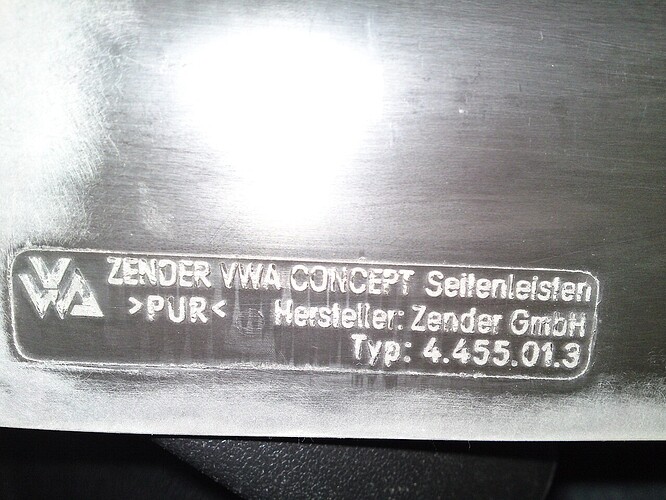 VWA ZENDER VWA CONCEPT Seitenleisten
>PUR< Hersteller: Zender GmbH
Typ: 4.455.01.3